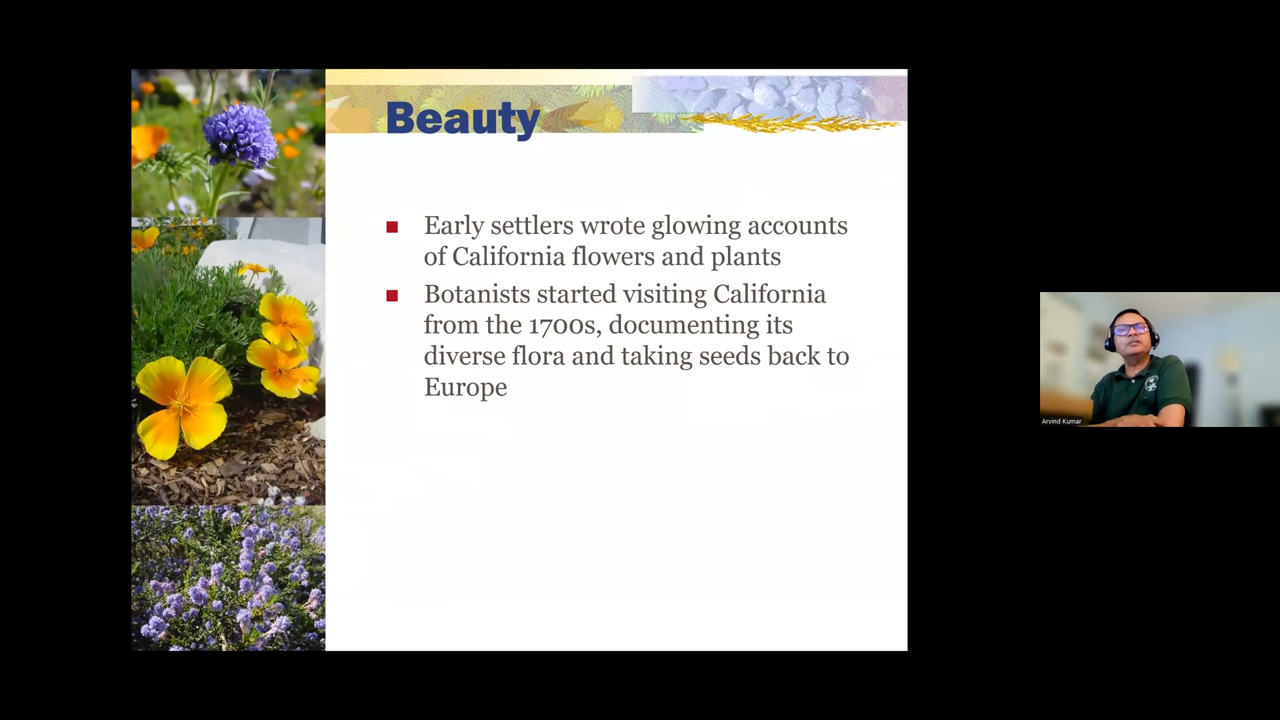 Beauty
Early settlers wrote glowing accounts
of California flowers and plants
Botanists started visiting California
from the 1700s, documenting its
diverse flora and taking seeds back to
Europe
Arvind Kumar